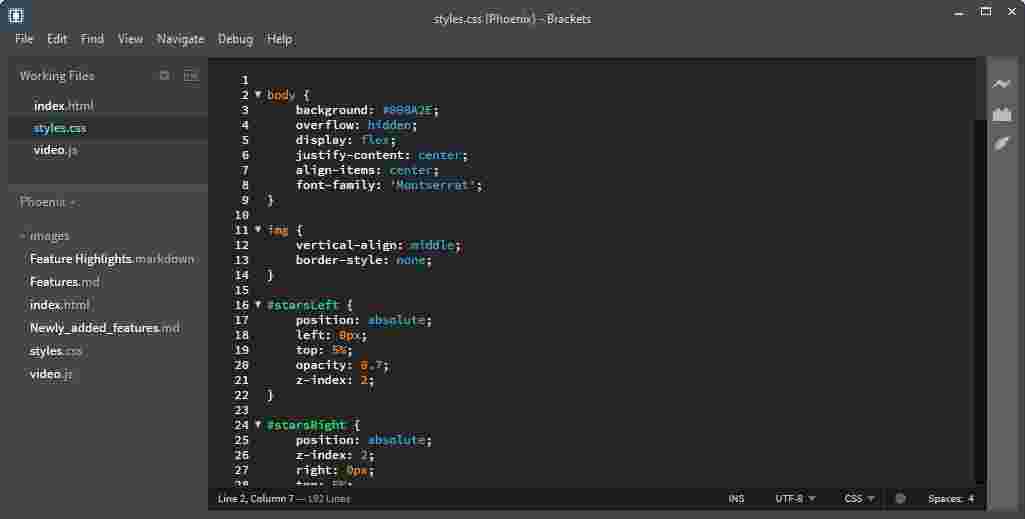 styles.css (Phoenix) - Brackets
File Edit Find View Navigate Debug Help
Working Files
index.html
styles.css
video.js
Phoenix
images
Feature Highlights.markdown
Features.md
index.html
Newly_added_features.md
styles.css
video.js
1
2 body {
3 background: #080A2E;
4 overflow: hidden;
5 display: flex;
6 justify-content: center;
7 align-items: center;
8 font-family: 'Montserrat';
9 }
10
11 img {
12 vertical-align: middle;
13 border-style: none;
14 }
15
16 #starsLeft {
17 position: absolute;
18 left: 0px;
19 top: 5%;
20 opacity: 0.7;
21 z-index: 2;
22 }
23
24 #starsRight {
25 position: absolute;
26 z-index: 2;
27 right: 0px;
28 top: 5%;
Line 2, Column 7 — 192 Lines INS UTF-8 CSS Spaces: 4